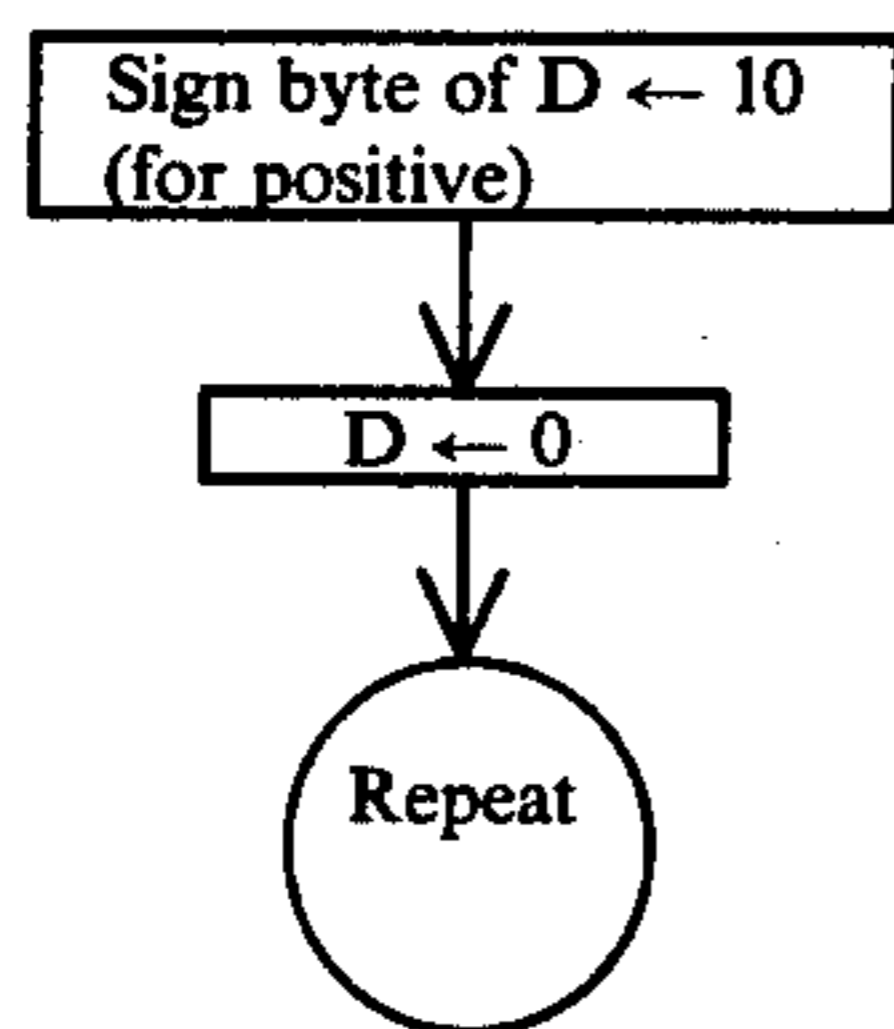 Sign byte of D ← 10
(for positive)
D ← 0
Repeat